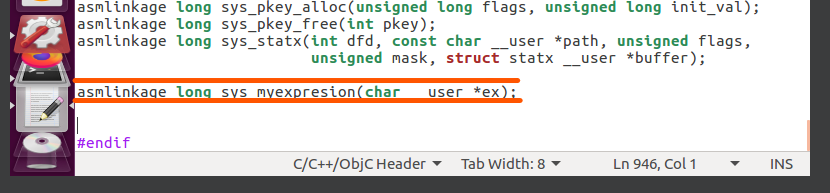 asmlinkage long sys_pkey_alloc(unsigned long flags, unsigned long init_val);
asmlinkage long sys_pkey_free(int pkey);
asmlinkage long sys_statx(int dfd, const char __user *path, unsigned flags,
unsigned mask, struct statx __user *buffer);
asmlinkage long sys_myexpresion(char __user *ex);
#endif
C/C++/ObjC Header Tab Width: 8 Ln 946, Col 1 INS